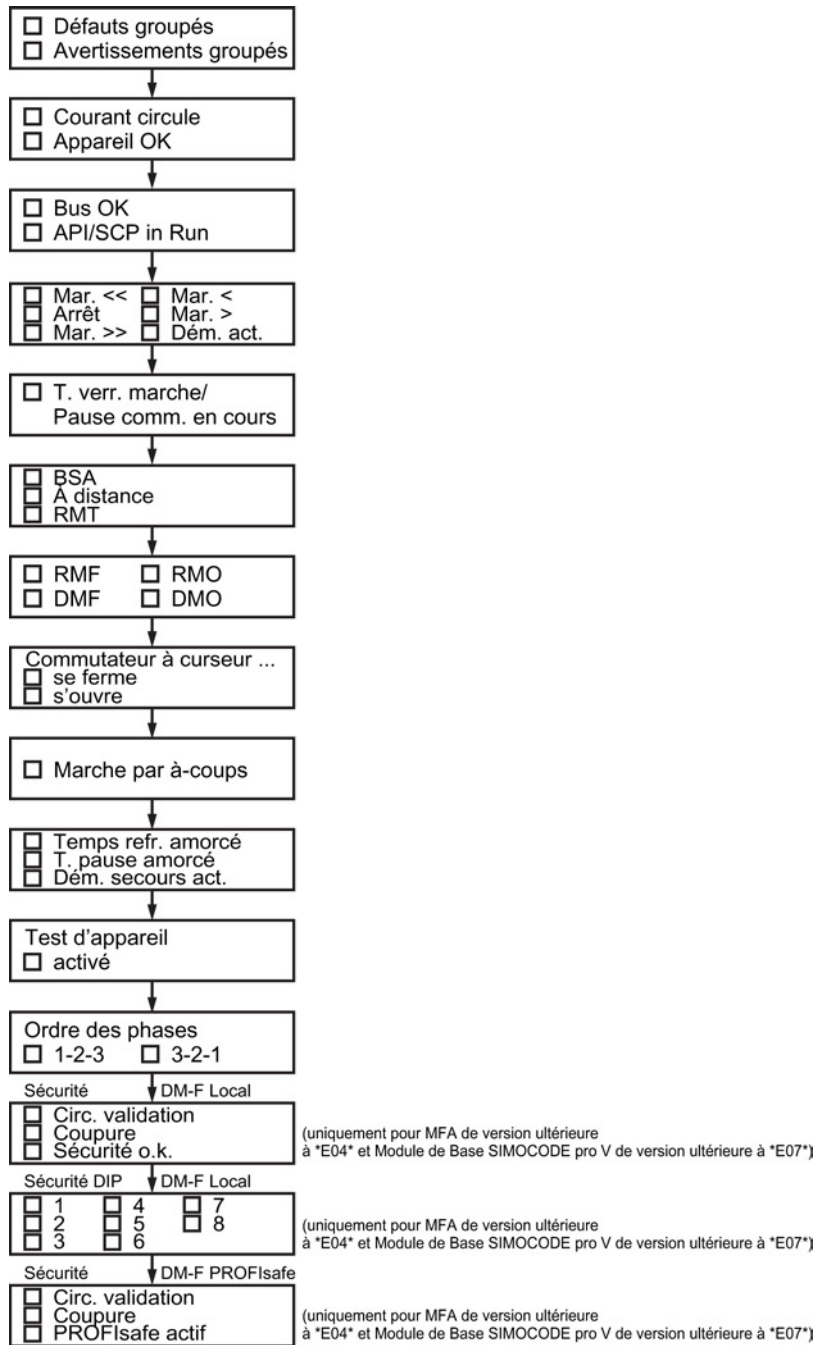 Défauts groupés
Avertissements groupés
Courant circule
Appareil OK
Bus OK
API/SCP in Run
Mar. << Mar. <
Arrêt Mar. >
Mar. >> Dém. act.
T. verr. marche/
Pause comm. en cours
BSA
À distance
RMT
RMF RMO
DMF DMO
Commutateur à curseur ...
se ferme
s'ouvre
Marche par à-coups
Temps refr. amorcé
T. pause amorcé
Dém. secours act.
Test d'appareil
activé
Ordre des phases
1-2-3 3-2-1
Sécurité DM-F Local
Circ. validation
Coupure
Sécurité o.k.
(uniquement pour MFA de version ultérieure
à *E04* et Module de Base SIMOCODE pro V de version ultérieure à *E07*)
Sécurité DIP DM-F Local
1 4 7
2 5 8
3 6
(uniquement pour MFA de version ultérieure
à *E04* et Module de Base SIMOCODE pro V de version ultérieure à *E07*)
Sécurité DM-F PROFIsafe
Circ. validation
Coupure
PROFIsafe actif
(uniquement pour MFA de version ultérieure
à *E04* et Module de Base SIMOCODE pro V de version ultérieure à *E07*)